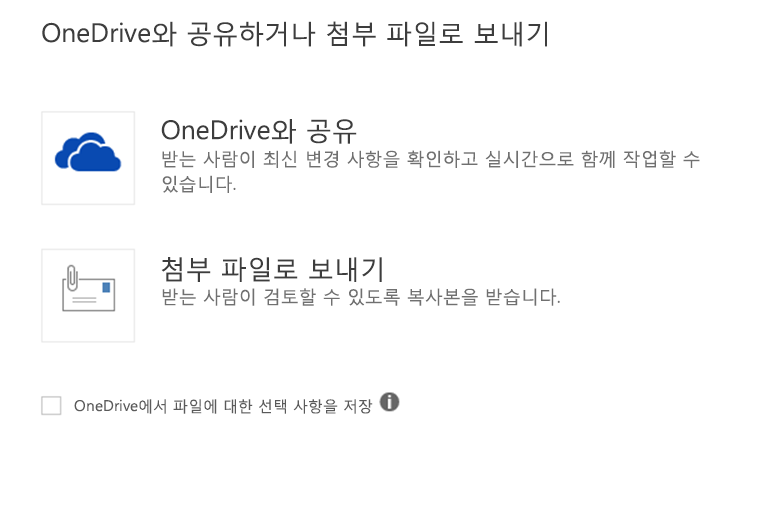 OneDrive와 공유하거나 첨부 파일로 보내기
OneDrive와 공유
받는 사람이 최신 변경 사항을 확인하고 실시간으로 함께 작업할 수
있습니다.
첨부 파일로 보내기
받는 사람이 검토할 수 있도록 복사본을 받습니다.
OneDrive에서 파일에 대한 선택 사항을 저장